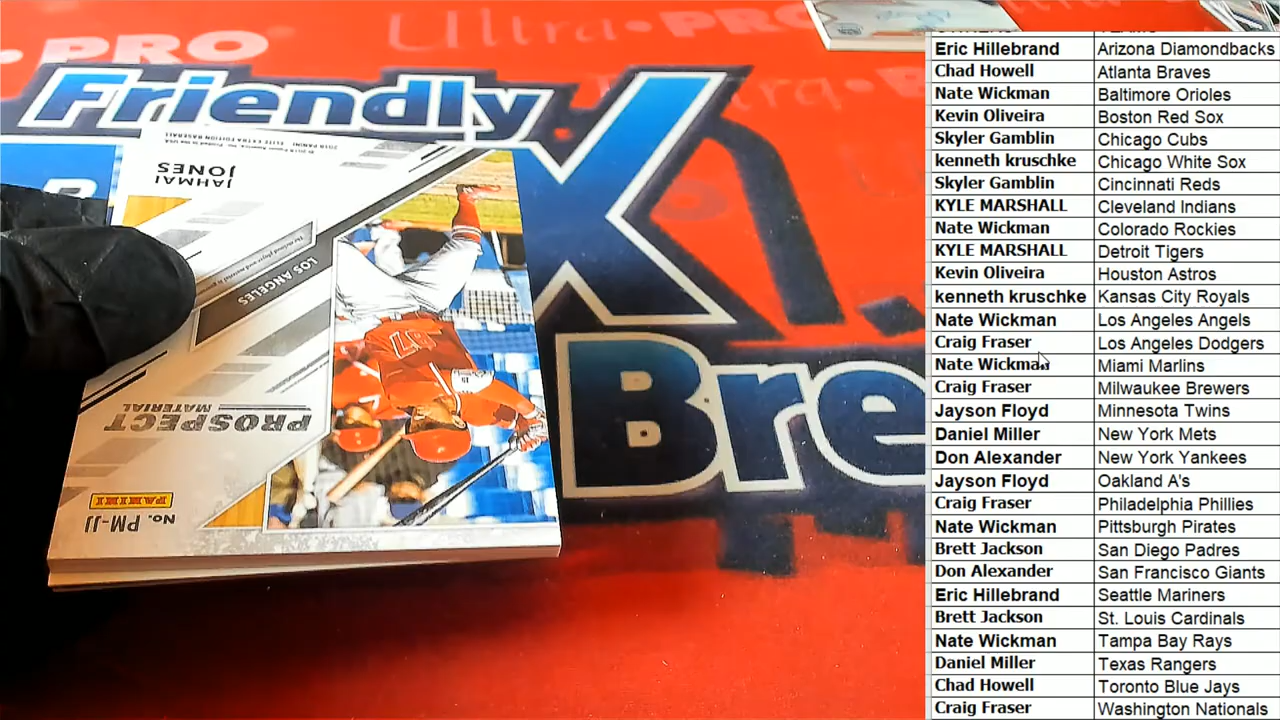 Ultra•PRO
•PRO
Friendly
Bre
2018 PANINI - ELITE EXTRA EDITION BASEBALL
JAHMAI
JONES
LOS ANGELES
PROSPECT
MATERIAL
PANINI
No. PM-JJ
Eric Hillebrand Arizona Diamondbacks
Chad Howell Atlanta Braves
Nate Wickman Baltimore Orioles
Kevin Oliveira Boston Red Sox
Skyler Gamblin Chicago Cubs
kenneth kruschke Chicago White Sox
Skyler Gamblin Cincinnati Reds
KYLE MARSHALL Cleveland Indians
Nate Wickman Colorado Rockies
KYLE MARSHALL Detroit Tigers
Kevin Oliveira Houston Astros
kenneth kruschke Kansas City Royals
Nate Wickman Los Angeles Angels
Craig Fraser Los Angeles Dodgers
Nate Wickman Miami Marlins
Craig Fraser Milwaukee Brewers
Jayson Floyd Minnesota Twins
Daniel Miller New York Mets
Don Alexander New York Yankees
Jayson Floyd Oakland A's
Craig Fraser Philadelphia Phillies
Nate Wickman Pittsburgh Pirates
Brett Jackson San Diego Padres
Don Alexander San Francisco Giants
Eric Hillebrand Seattle Mariners
Brett Jackson St. Louis Cardinals
Nate Wickman Tampa Bay Rays
Daniel Miller Texas Rangers
Chad Howell Toronto Blue Jays
Craig Fraser Washington Nationals